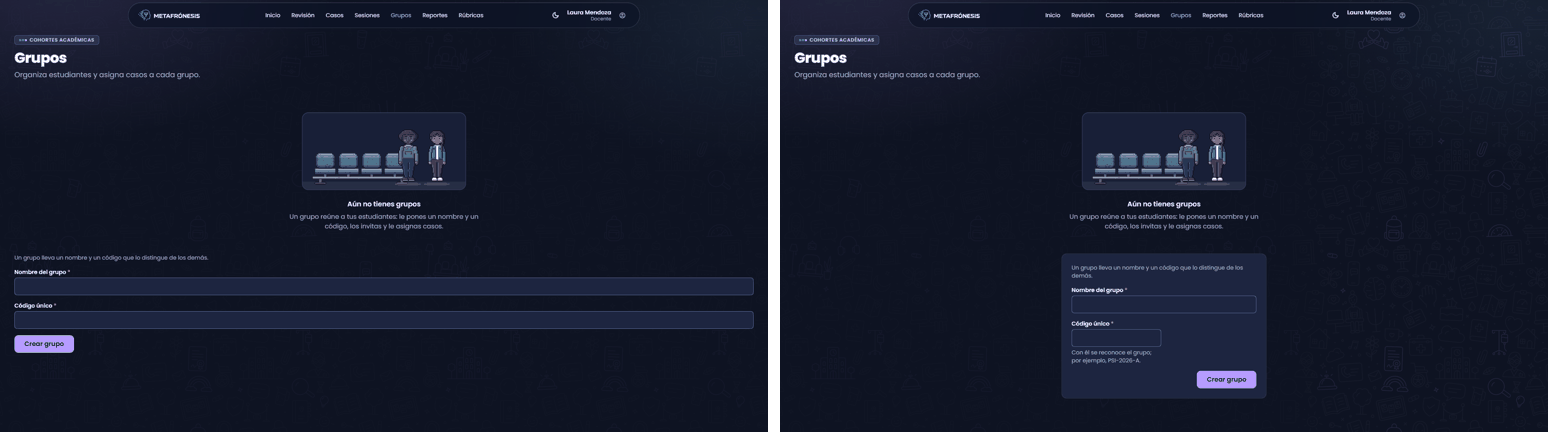 METAFRÓNESIS
Inicio Revisión Casos Sesiones Grupos Reportes Rúbricas
Laura Mendoza
Docente
COHORTES ACADÉMICAS
Grupos
Organiza estudiantes y asigna casos a cada grupo.
Aún no tienes grupos
Un grupo reúne a tus estudiantes: le pones un nombre y un
código, los invitas y le asignas casos.
Un grupo lleva un nombre y un código que lo distingue de los demás.
Nombre del grupo *
Código único *
Crear grupo
METAFRÓNESIS
Inicio Revisión Casos Sesiones Grupos Reportes Rúbricas
Laura Mendoza
Docente
COHORTES ACADÉMICAS
Grupos
Organiza estudiantes y asigna casos a cada grupo.
Aún no tienes grupos
Un grupo reúne a tus estudiantes: le pones un nombre y un
código, los invitas y le asignas casos.
Un grupo lleva un nombre y un código que lo distingue de los
demás.
Nombre del grupo *
Código único *
Con él se reconoce el grupo;
por ejemplo, PSI-2026-A.
Crear grupo